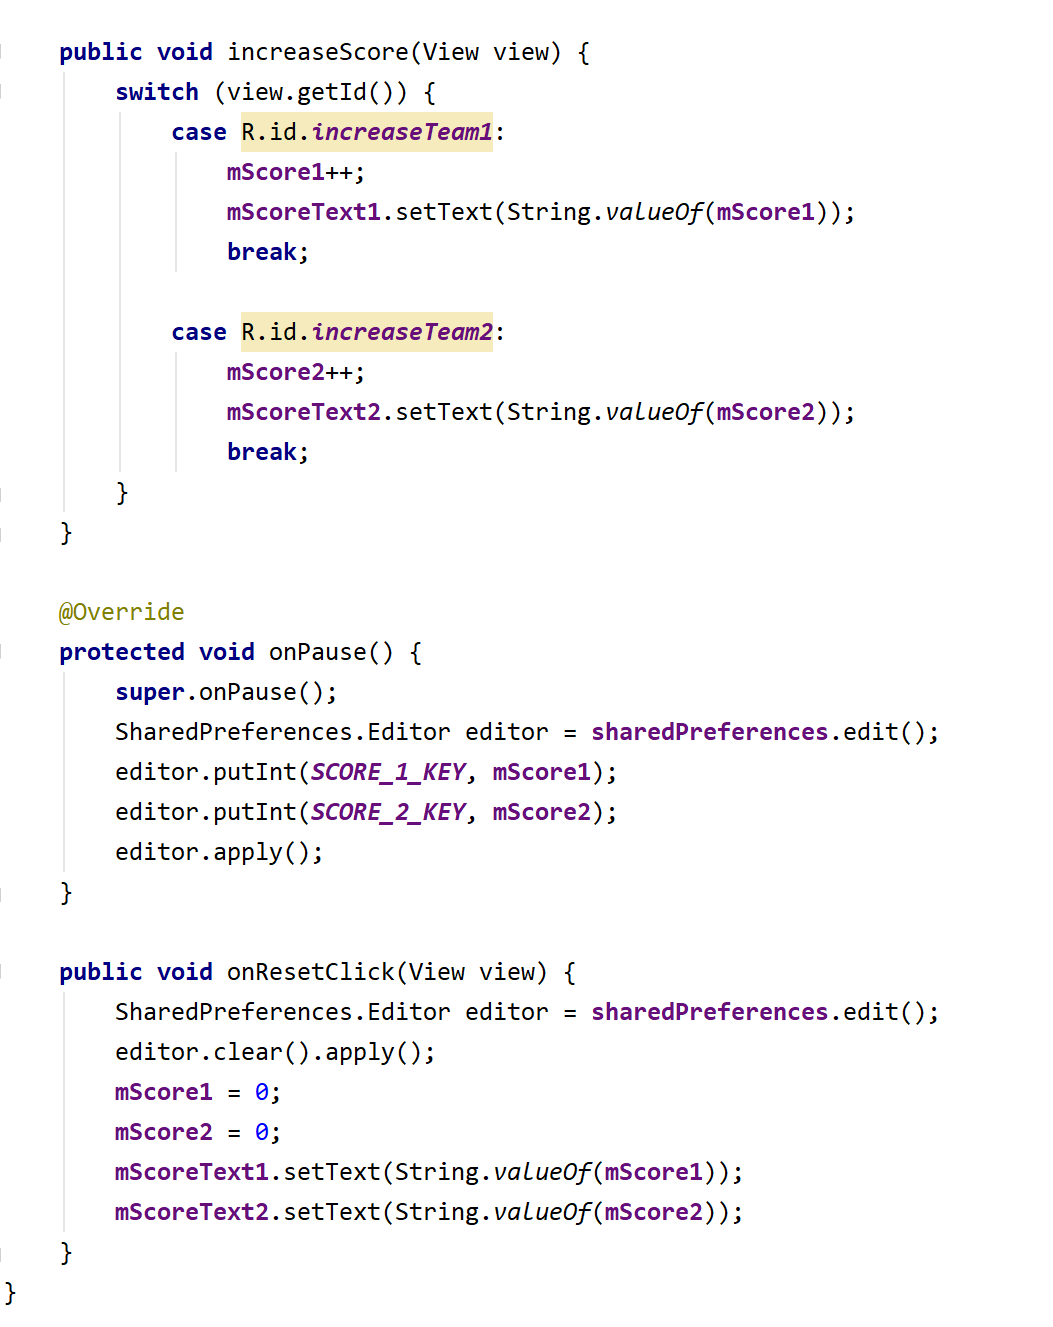 public void increaseScore(View view) {
switch (view.getId()) {
case R.id.increaseTeam1:
mScore1++;
mScoreText1.setText(String.valueOf(mScore1));
break;
case R.id.increaseTeam2:
mScore2++;
mScoreText2.setText(String.valueOf(mScore2));
break;
}
}
@Override
protected void onPause() {
super.onPause();
SharedPreferences.Editor editor = sharedPreferences.edit();
editor.putInt(SCORE_1_KEY, mScore1);
editor.putInt(SCORE_2_KEY, mScore2);
editor.apply();
}
public void onResetClick(View view) {
SharedPreferences.Editor editor = sharedPreferences.edit();
editor.clear().apply();
mScore1 = 0;
mScore2 = 0;
mScoreText1.setText(String.valueOf(mScore1));
mScoreText2.setText(String.valueOf(mScore2));
}
}